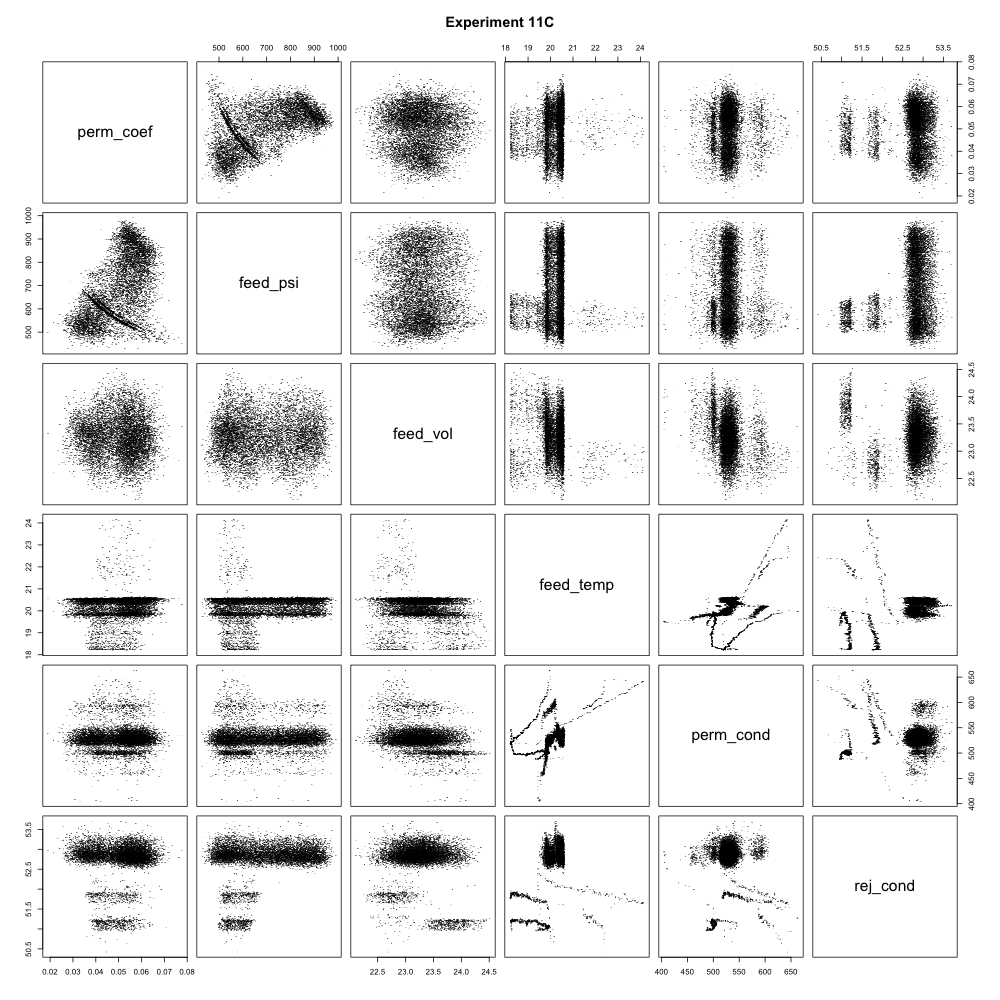 Experiment 11C
500 600 700 800 900 1000
18 19 20 21 22 23 24
50.5 51.5 52.5 53.5
perm_coef
0.02 0.03 0.04 0.05 0.06 0.07 0.08
500 600 700 800 900 1000
feed_psi
feed_vol
22.5 23.0 23.5 24.0 24.5
18 19 20 21 22 23 24
feed_temp
perm_cond
400 450 500 550 600 650
50.5 51.5 52.5 53.5
rej_cond
0.02 0.03 0.04 0.05 0.06 0.07 0.08
22.5 23.0 23.5 24.0 24.5
400 450 500 550 600 650